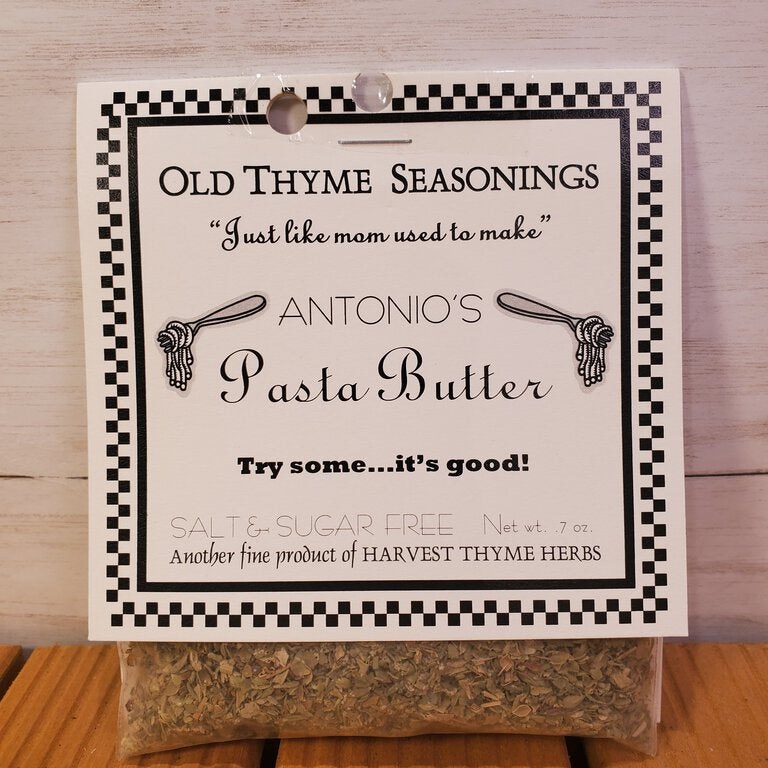 OLD THYME SEASONINGS
“Just like mom used to make”
ANTONIO'S
Pasta Butter
Try some...it's good!
SALT & SUGAR FREE Net wt. .7 oz.
Another fine product of HARVEST THYME HERBS